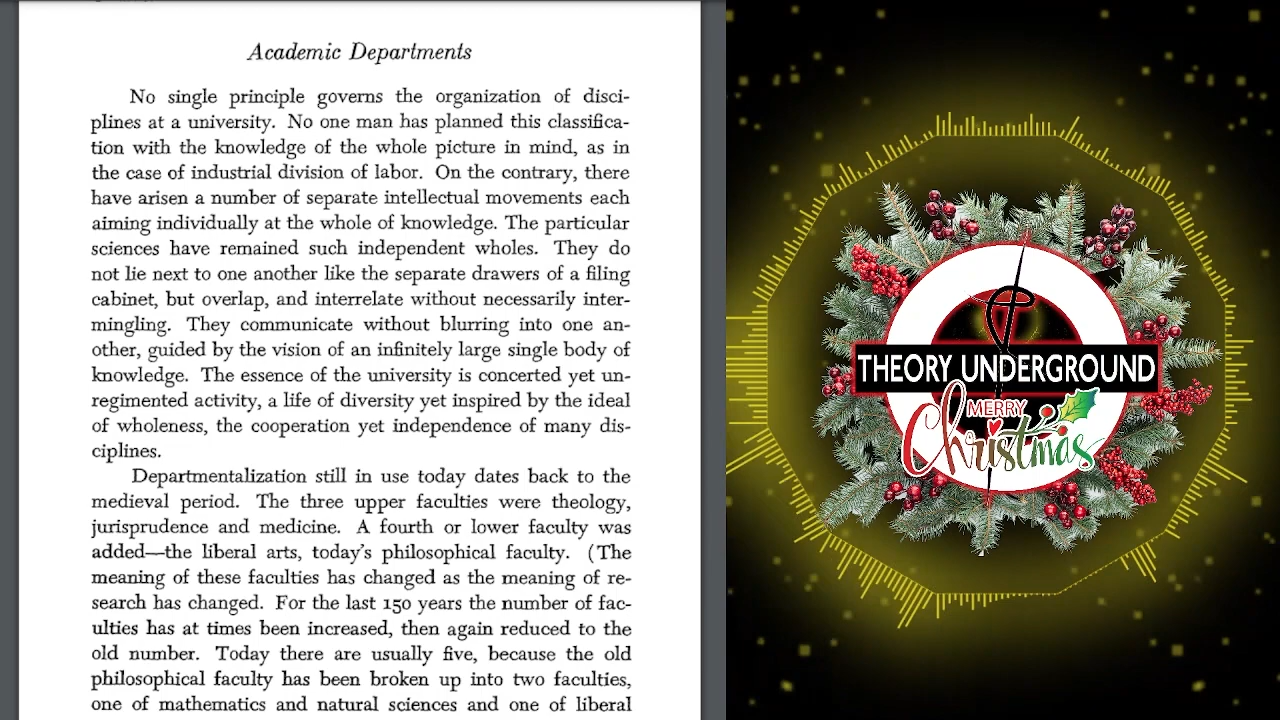 Academic Departments
No single principle governs the organization of disci-
plines at a university. No one man has planned this classifica-
tion with the knowledge of the whole picture in mind, as in
the case of industrial division of labor. On the contrary, there
have arisen a number of separate intellectual movements each
aiming individually at the whole of knowledge. The particular
sciences have remained such independent wholes. They do
not lie next to one another like the separate drawers of a filing
cabinet, but overlap, and interrelate without necessarily inter-
mingling. They communicate without blurring into one an-
other, guided by the vision of an infinitely large single body of
knowledge. The essence of the university is concerted yet un-
regimented activity, a life of diversity yet inspired by the ideal
of wholeness, the cooperation yet independence of many dis-
ciplines.
Departmentalization still in use today dates back to the
medieval period. The three upper faculties were theology,
jurisprudence and medicine. A fourth or lower faculty was
added—the liberal arts, today's philosophical faculty. (The
meaning of these faculties has changed as the meaning of re-
search has changed. For the last 150 years the number of fac-
ulties has at times been increased, then again reduced to the
old number. Today there are usually five, because the old
philosophical faculty has been broken up into two faculties,
one of mathematics and natural sciences and one of liberal
THEORY UNDERGROUND
MERRY
Christmas